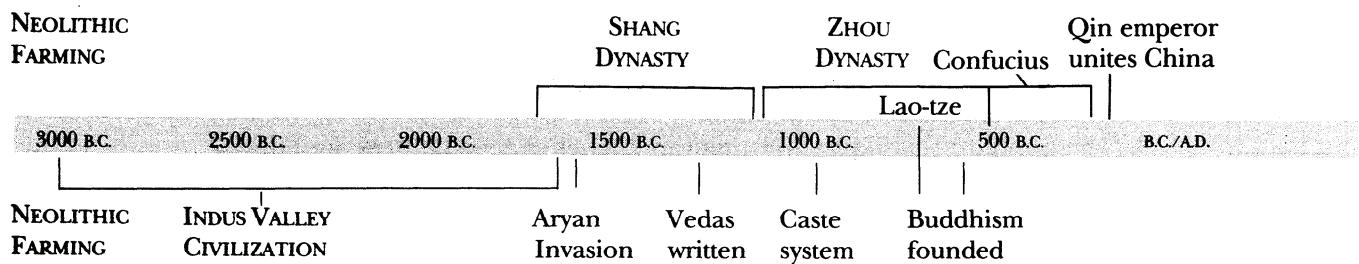 NEOLITHIC FARMING
SHANG DYNASTY
ZHOU DYNASTY
Confucius
Qin emperor unites China
Lao-tze
3000 B.C. 2500 B.C. 2000 B.C. 1500 B.C. 1000 B.C. 500 B.C. B.C./A.D.
NEOLITHIC FARMING
INDUS VALLEY CIVILIZATION
Aryan Invasion
Vedas written
Caste system
Buddhism founded